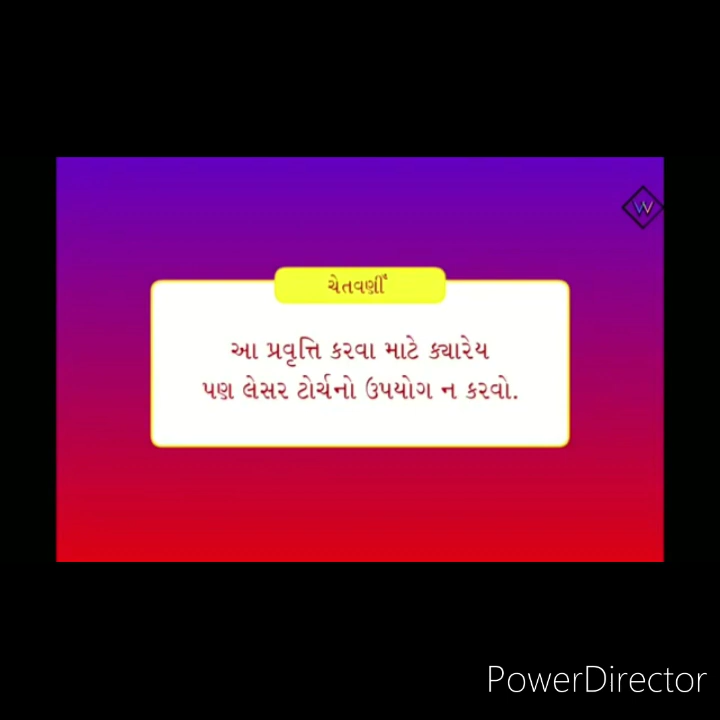 ચેતવણી
આ પ્રવૃત્તિ કરવા માટે ક્યારેય
પણ લેસર ટોર્ચનો ઉપયોગ ન કરવો.
W
PowerDirector